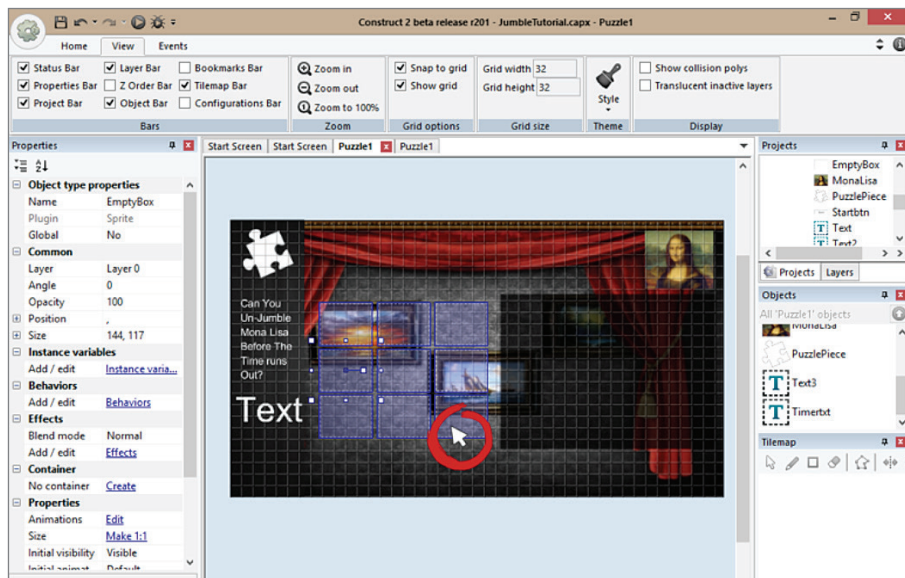 Construct 2 beta release r201 - JumbleTutorial.capx - Puzzle1
Home View Events
Status Bar Layer Bar Bookmarks Bar
Properties Bar Z Order Bar Tilemap Bar
Project Bar Object Bar Configurations Bar
Bars
Zoom in
Zoom out
Zoom to 100%
Zoom
Snap to grid
Show grid
Grid options
Grid width 32
Grid height 32
Grid size
Style
Theme
Show collision polys
Translucent inactive layers
Display
Properties
Object type properties
Name EmptyBox
Plugin Sprite
Global No
Common
Layer Layer 0
Angle 0
Opacity 100
Position ,
Size 144, 117
Instance variables
Add / edit Instance varia...
Behaviors
Add / edit Behaviors
Effects
Blend mode Normal
Add / edit Effects
Container
No container Create
Properties
Animations Edit
Size Make 1:1
Initial visibility Visible
Initial animat Default
Start Screen Start Screen Puzzle1 Puzzle1
Can You
Un-Jumble
Mona Lisa
Before The
Time runs
Out?
Text
Projects
EmptyBox
MonaLisa
PuzzlePiece
Startbtn
Text
Text2
Projects Layers
Objects
All 'Puzzle1' objects
MonaLisa
PuzzlePiece
Text3
Timertxt
Tilemap